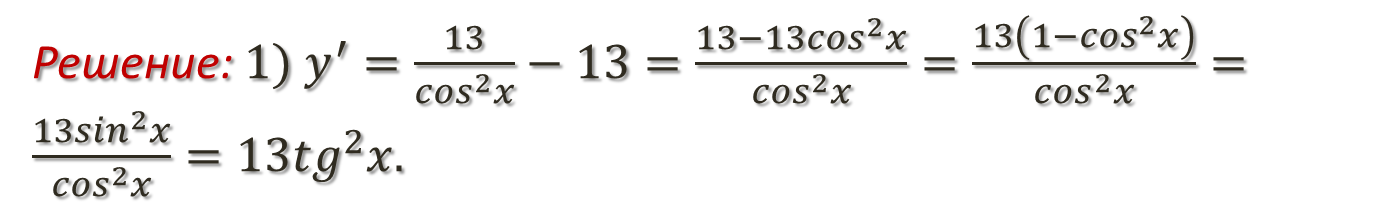 Решение: 1) y′ = 13/cos²x − 13 = (13−13cos²x)/cos²x = 13(1−cos²x)/cos²x =
13sin²x/cos²x = 13tg²x.